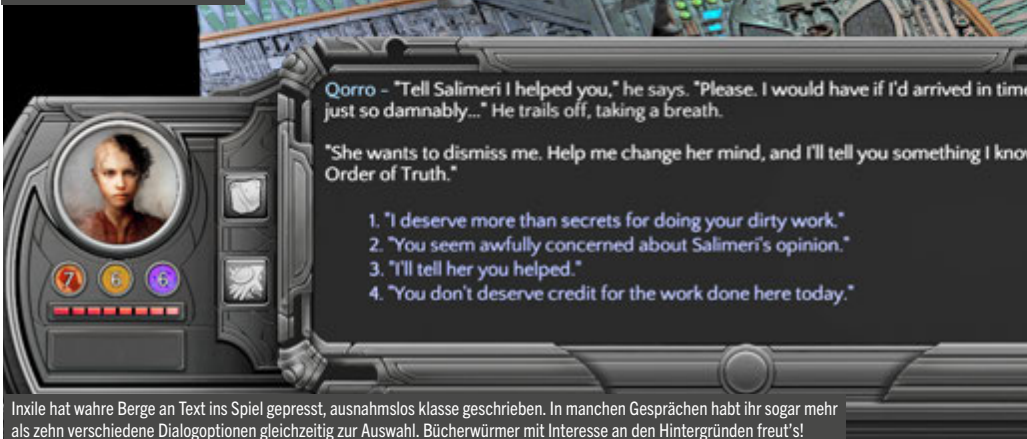 Qorro - "Tell Salimeri I helped you," he says. "Please. I would have if I'd arrived in time
just so damnably..." He trails off, taking a breath.
"She wants to dismiss me. Help me change her mind, and I'll tell you something I know
Order of Truth."
1. "I deserve more than secrets for doing your dirty work."
2. "You seem awfully concerned about Salimeri's opinion."
3. "I'll tell her you helped."
4. "You don't deserve credit for the work done here today."
7 6 6
Inxile hat wahre Berge an Text ins Spiel gepresst, ausnahmslos klasse geschrieben. In manchen Gesprächen habt ihr sogar mehr
als zehn verschiedene Dialogoptionen gleichzeitig zur Auswahl. Bücherwürmer mit Interesse an den Hintergründen freut's!